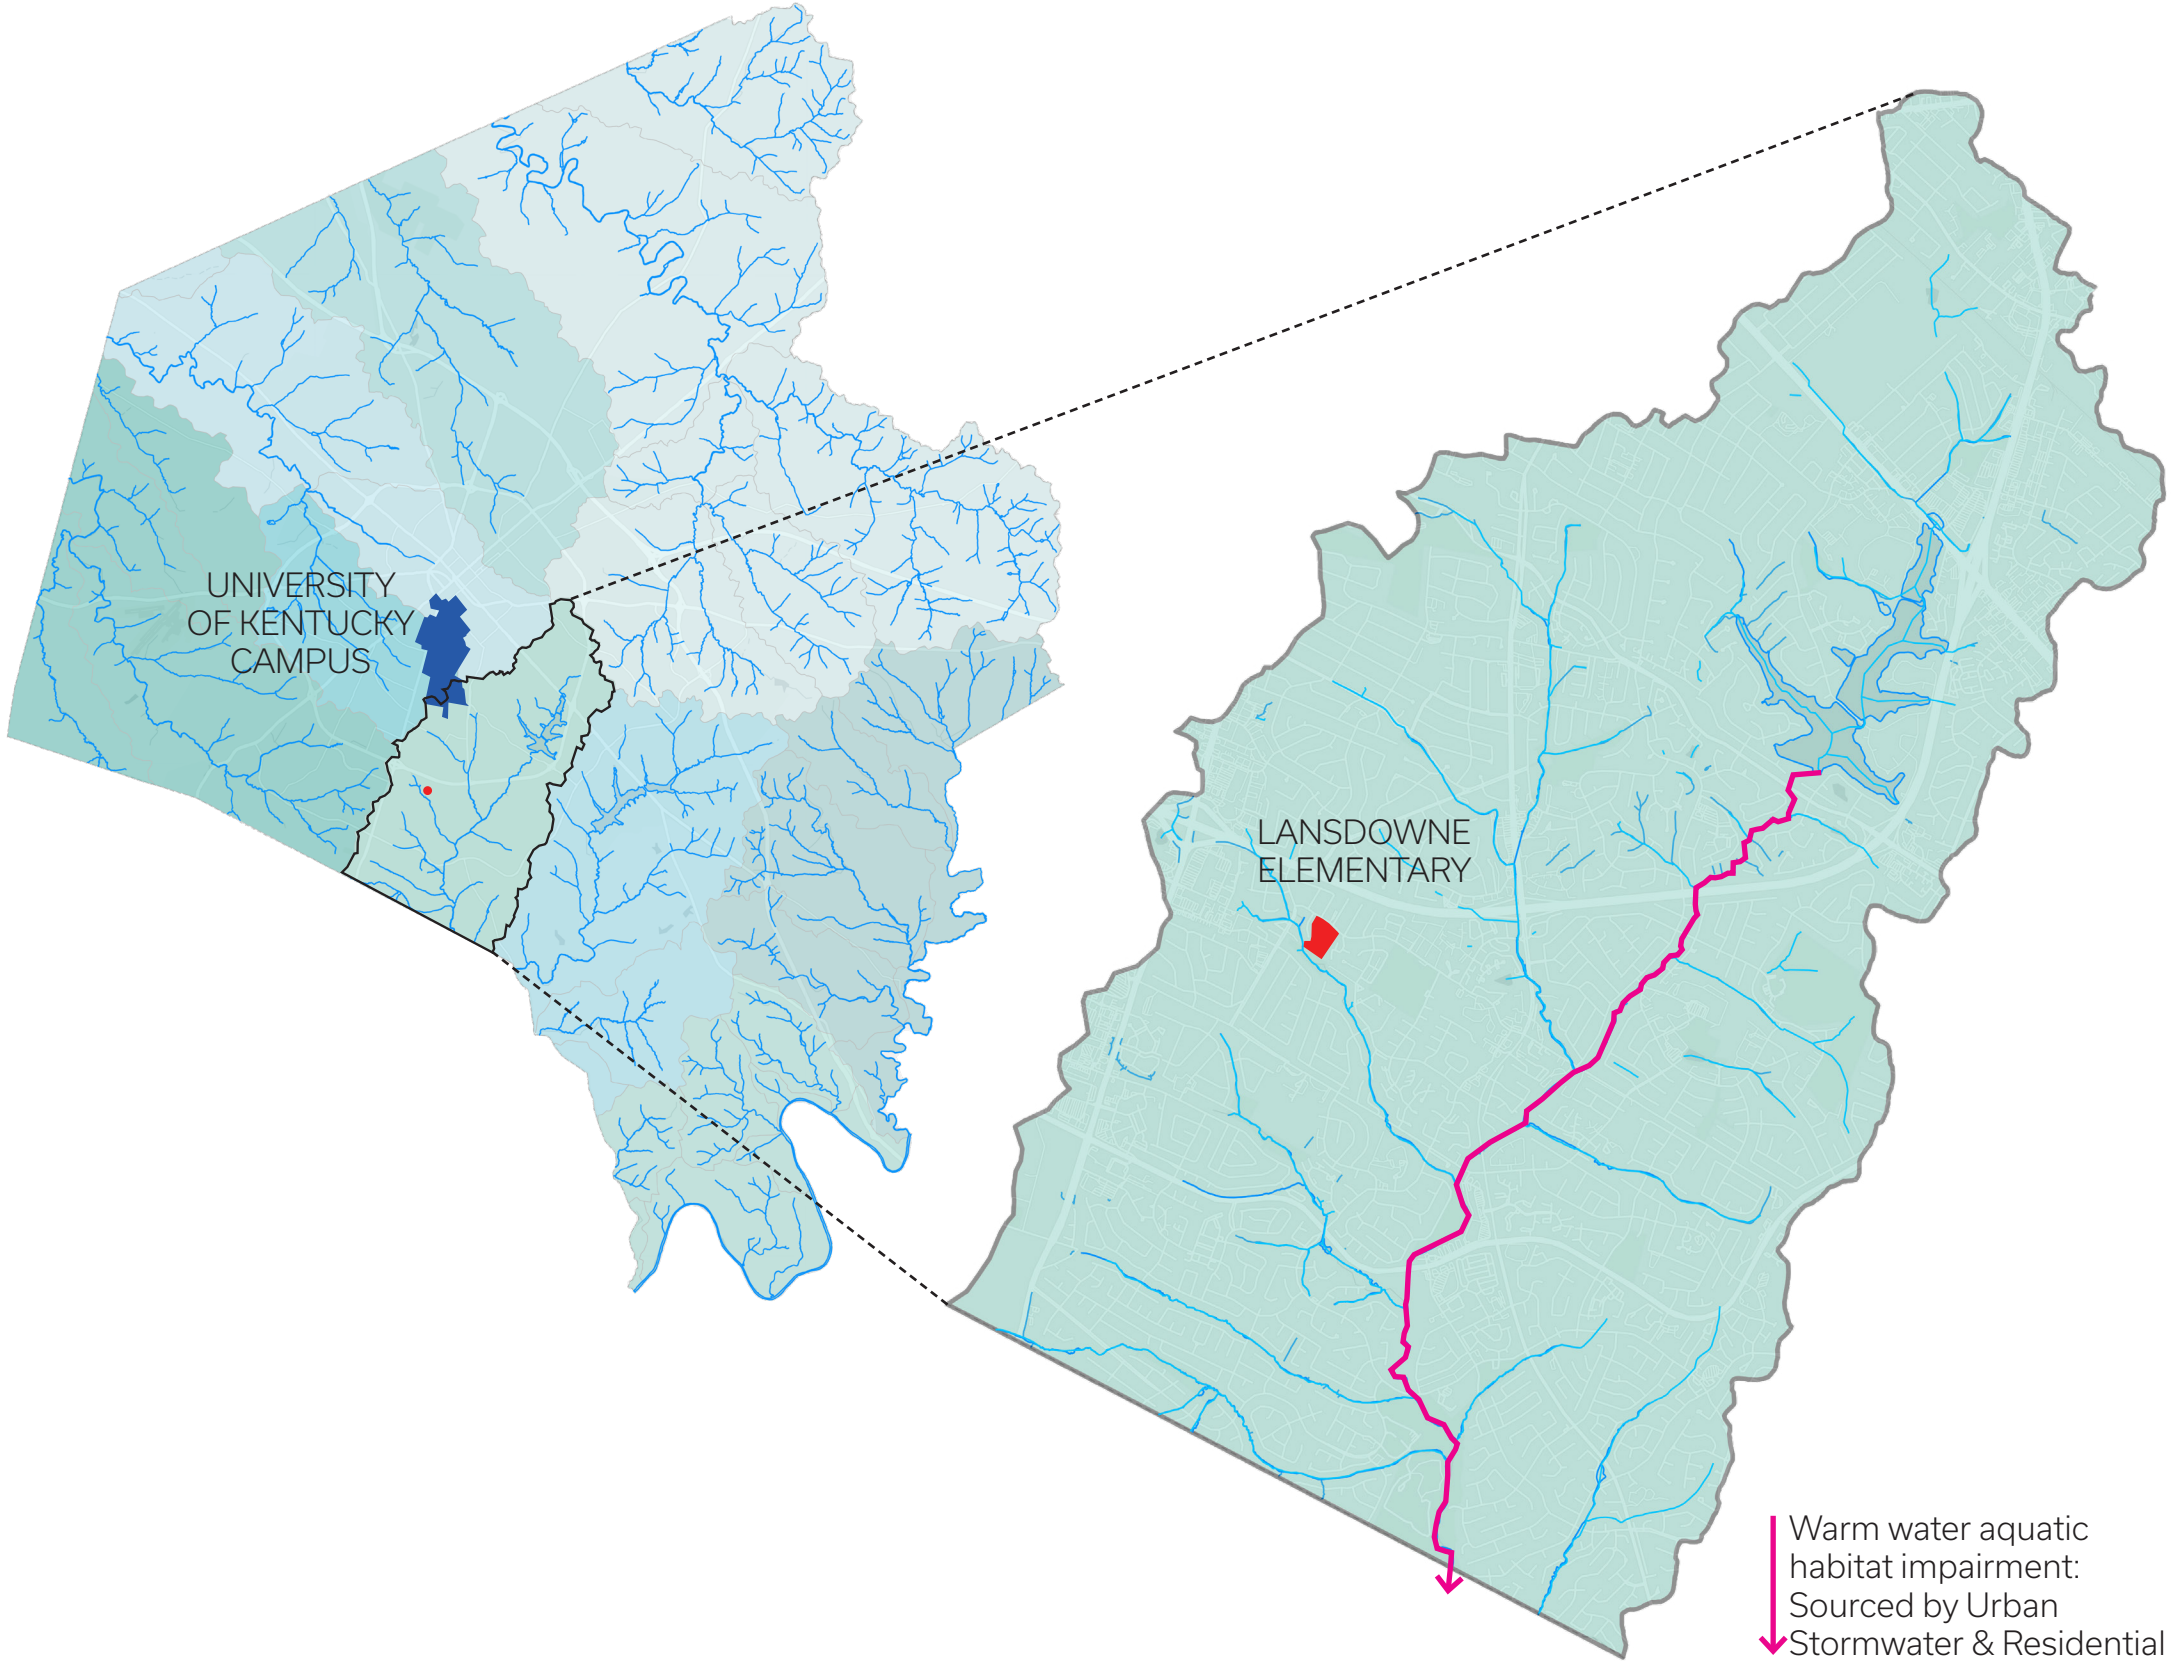 UNIVERSITY
OF KENTUCKY
CAMPUS
LANSDOWNE
ELEMENTARY
Warm water aquatic
habitat impairment:
Sourced by Urban
Stormwater & Residential